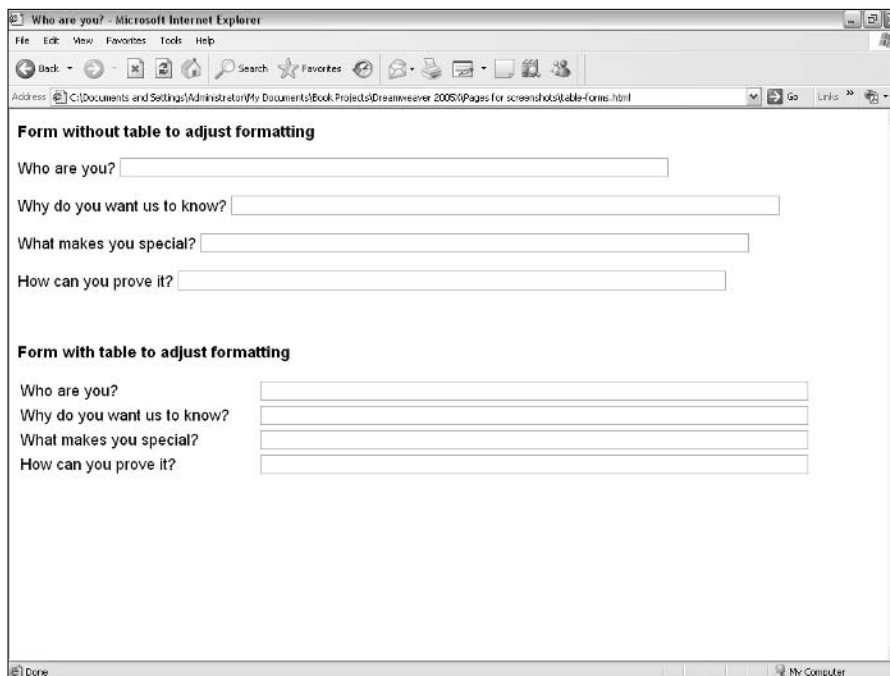 Who are you? - Microsoft Internet Explorer
File Edit View Favorites Tools Help
Back Search Favorites
Address C:\Documents and Settings\Administrator\My Documents\Book Projects\Dreamweaver 2005X\Pages for screenshots\table-forms.html Go Links »
Form without table to adjust formatting
Who are you?
Why do you want us to know?
What makes you special?
How can you prove it?
Form with table to adjust formatting
Who are you?
Why do you want us to know?
What makes you special?
How can you prove it?
Done My Computer